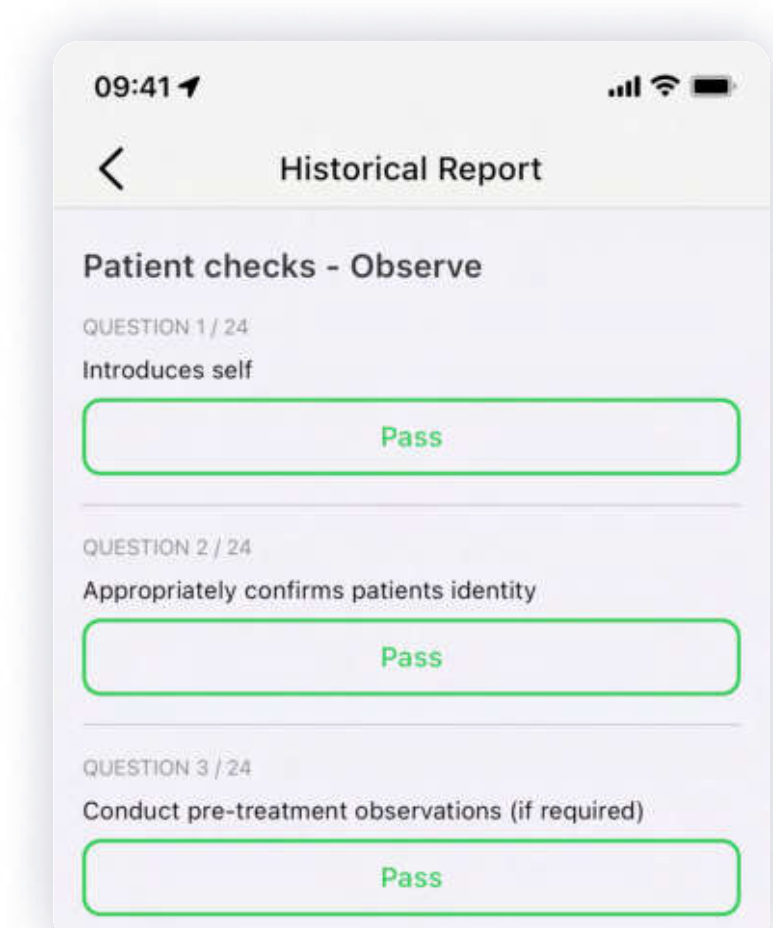 09:41
Historical Report
Patient checks - Observe
QUESTION 1 / 24
Introduces self
Pass
QUESTION 2 / 24
Appropriately confirms patients identity
Pass
QUESTION 3 / 24
Conduct pre-treatment observations (if required)
Pass